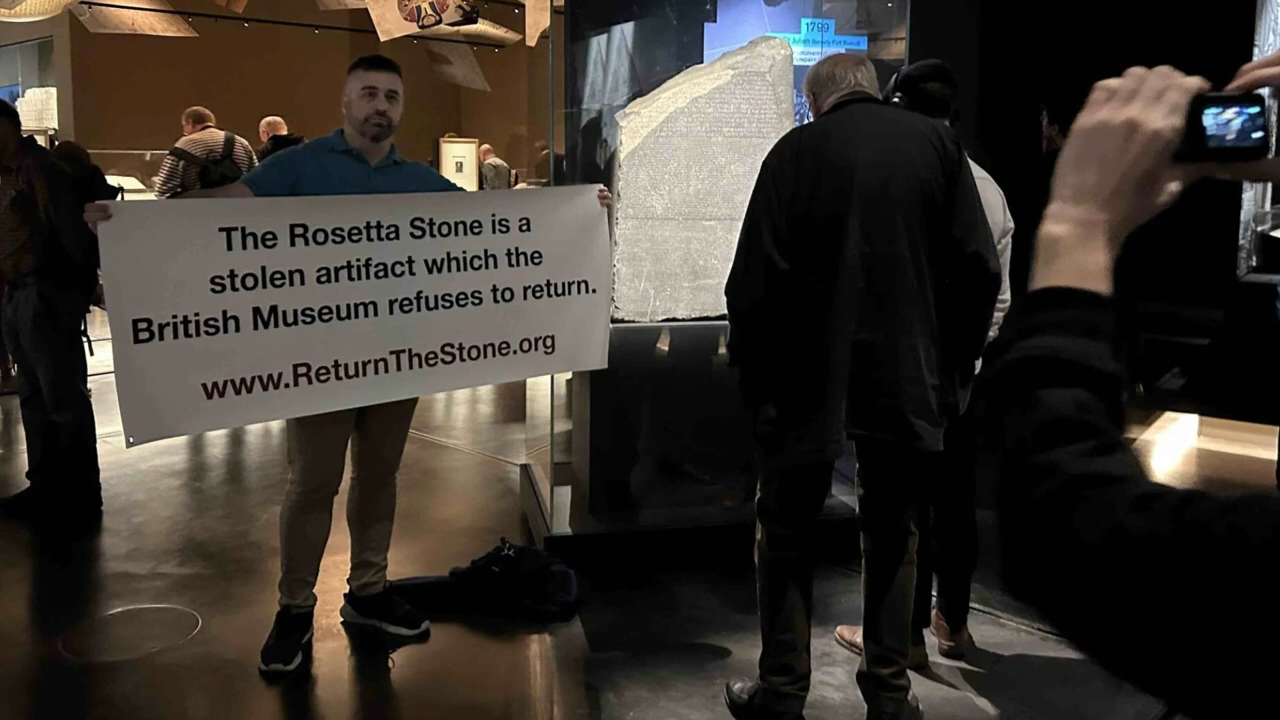 The Rosetta Stone is a
stolen artifact which the
British Museum refuses to return.
www.ReturnTheStone.org
1799